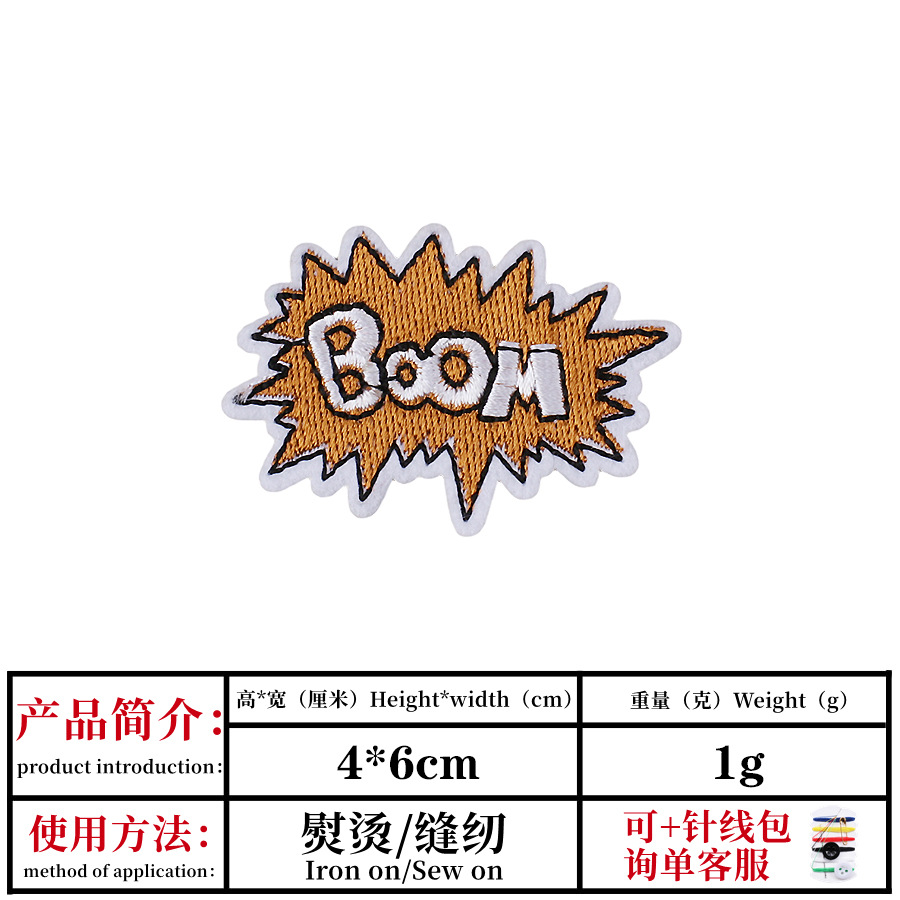 BOOM
产品简介：
product introduction：
高*宽（厘米）Height*width（cm）
重量（克）Weight（g）
4*6cm
1g
使用方法：
method of application：
熨烫/缝纫
Iron on/Sew on
可+针线包
询单客服